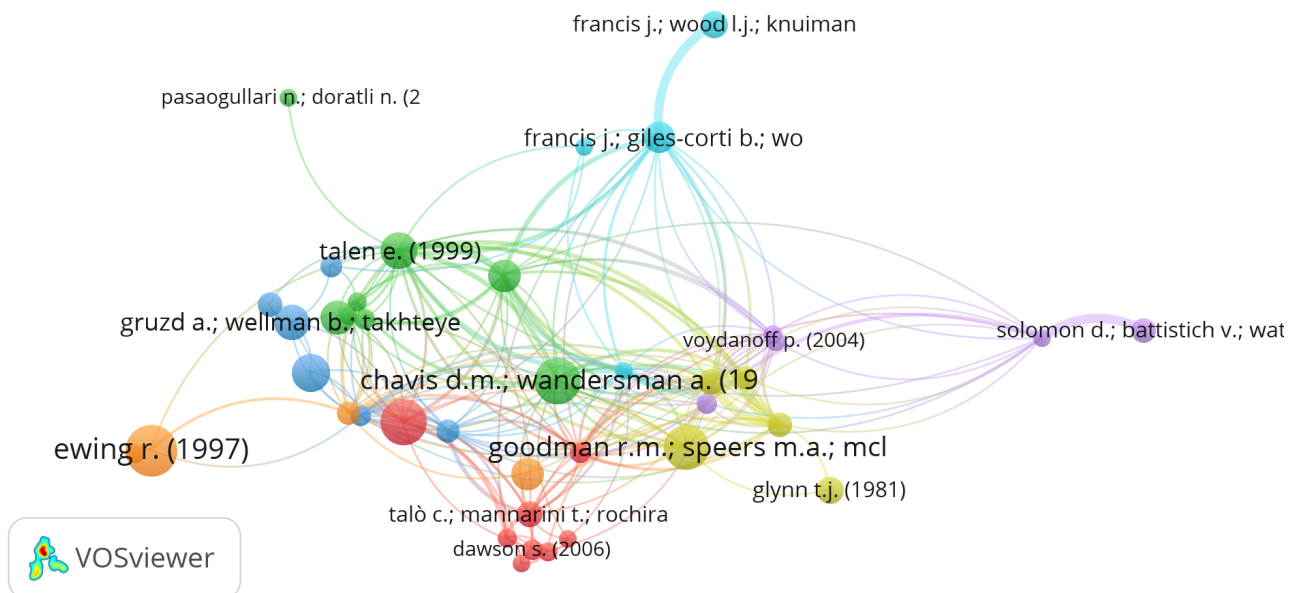 francis j.; wood l.j.; knuiman
pasaogullari n.; doratli n. (2
francis j.; giles-corti b.; wo
talen e. (1999)
gruzd a.; wellman b.; takhteye
voydanoff p. (2004)
solomon d.; battistich v.; wat
chavis d.m.; wandersman a. (19
ewing r. (1997)
goodman r.m.; speers m.a.; mcl
glynn t.j. (1981)
talò c.; mannarini t.; rochira
dawson s. (2006)
VOSviewer